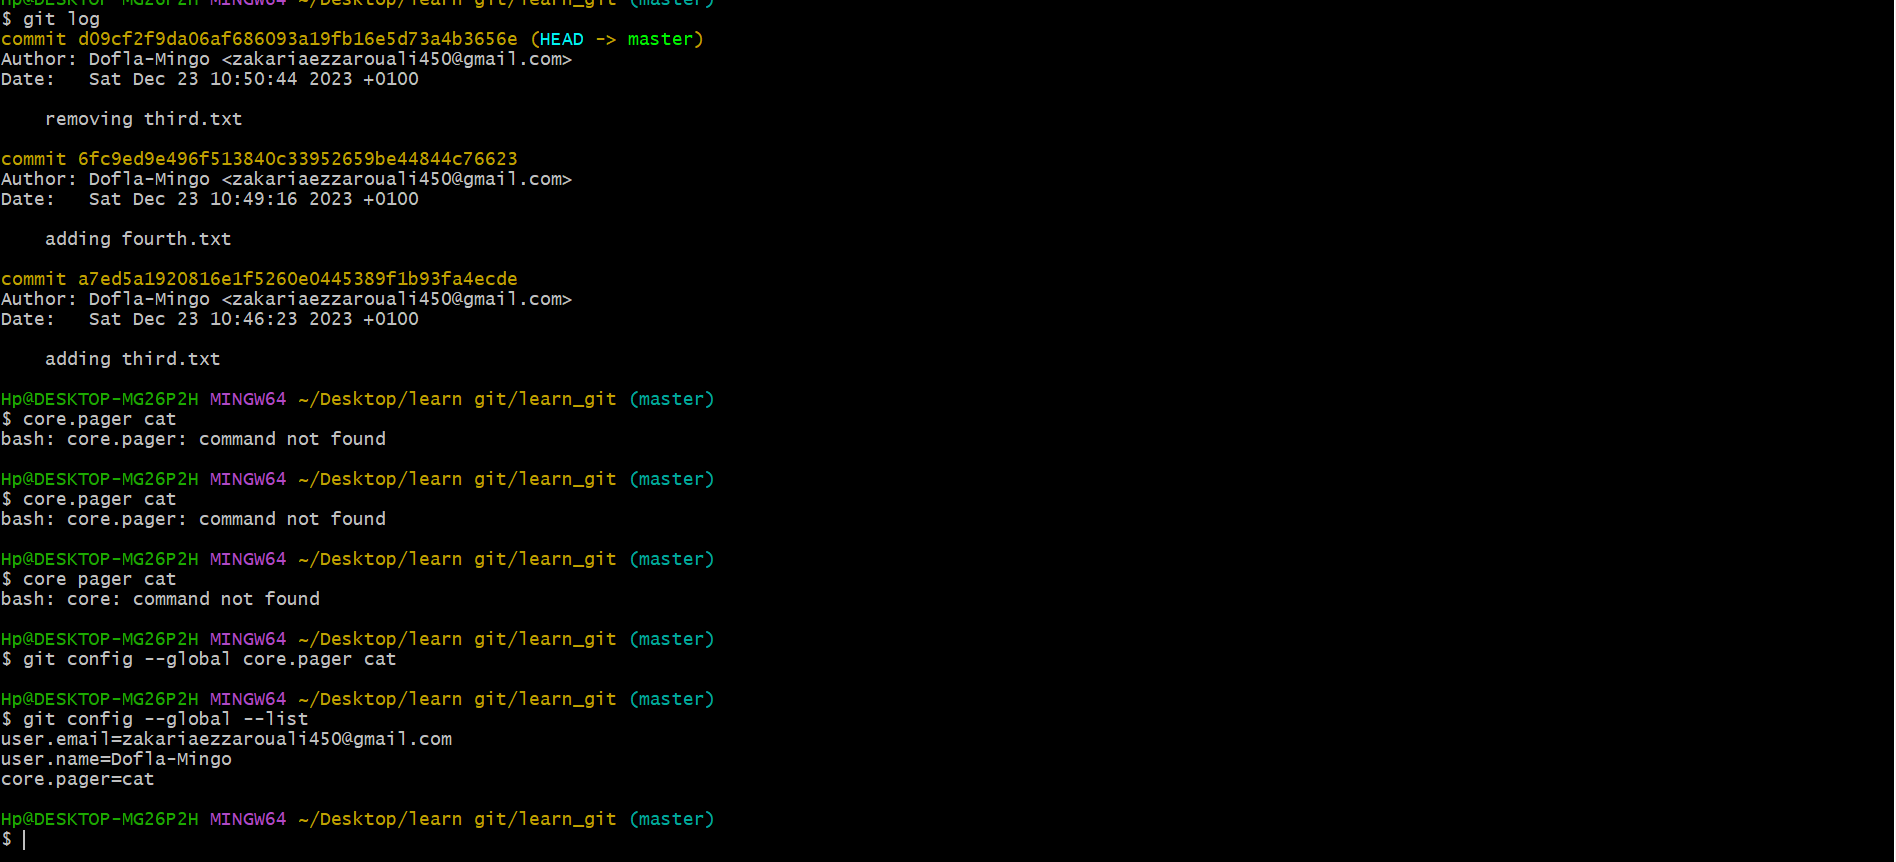 Hp@DESKTOP-MG26P2H MINGW64 ~/Desktop/learn git/learn_git (master)
$ git log
commit d09cf2f9da06af686093a19fb16e5d73a4b3656e (HEAD -> master)
Author: Dofla-Mingo <zakariaezzarouali450@gmail.com>
Date:   Sat Dec 23 10:50:44 2023 +0100
removing third.txt
commit 6fc9ed9e496f513840c33952659be44844c76623
Author: Dofla-Mingo <zakariaezzarouali450@gmail.com>
Date:   Sat Dec 23 10:49:16 2023 +0100
adding fourth.txt
commit a7ed5a1920816e1f5260e0445389f1b93fa4ecde
Author: Dofla-Mingo <zakariaezzarouali450@gmail.com>
Date:   Sat Dec 23 10:46:23 2023 +0100
adding third.txt
Hp@DESKTOP-MG26P2H MINGW64 ~/Desktop/learn git/learn_git (master)
$ core.pager cat
bash: core.pager: command not found
Hp@DESKTOP-MG26P2H MINGW64 ~/Desktop/learn git/learn_git (master)
$ core.pager cat
bash: core.pager: command not found
Hp@DESKTOP-MG26P2H MINGW64 ~/Desktop/learn git/learn_git (master)
$ core pager cat
bash: core: command not found
Hp@DESKTOP-MG26P2H MINGW64 ~/Desktop/learn git/learn_git (master)
$ git config --global core.pager cat
Hp@DESKTOP-MG26P2H MINGW64 ~/Desktop/learn git/learn_git (master)
$ git config --global --list
user.email=zakariaezzarouali450@gmail.com
user.name=Dofla-Mingo
core.pager=cat
Hp@DESKTOP-MG26P2H MINGW64 ~/Desktop/learn git/learn_git (master)
$